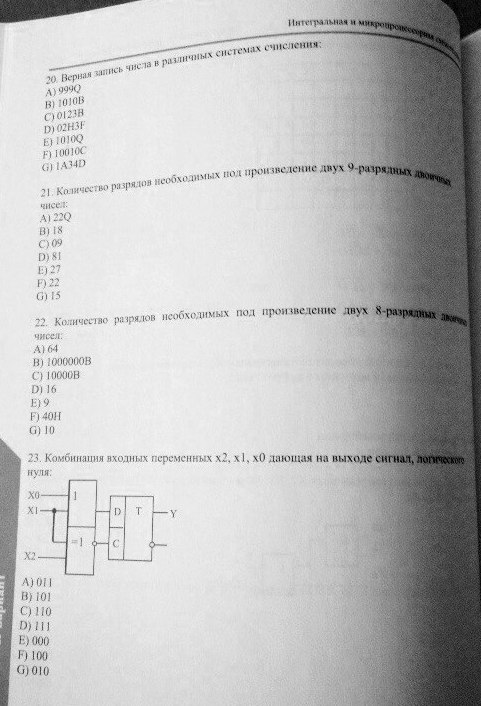 Интегральная и микропроцессорная
20. Верная запись числа в различных системах счисления:
A) 999Q
B) 1010B
C) 0123B
D) 02H3F
E) 1010Q
F) 10010C
G) 1A34D
21. Количество разрядов необходимых под произведение двух 9-разрядных двоичных
чисел:
A) 22Q
B) 18
C) 09
D) 81
E) 27
F) 22
G) 15
22. Количество разрядов необходимых под произведение двух 8-разрядных двоичных
чисел:
A) 64
B) 1000000B
C) 10000B
D) 16
E) 9
F) 40H
G) 10
23. Комбинация входных переменных x2, x1, x0 дающая на выходе сигнал, логического
нуля:
X0 1
X1 D T Y
=1 C
X2
A) 011
B) 101
C) 110
D) 111
E) 000
F) 100
G) 010
вариант